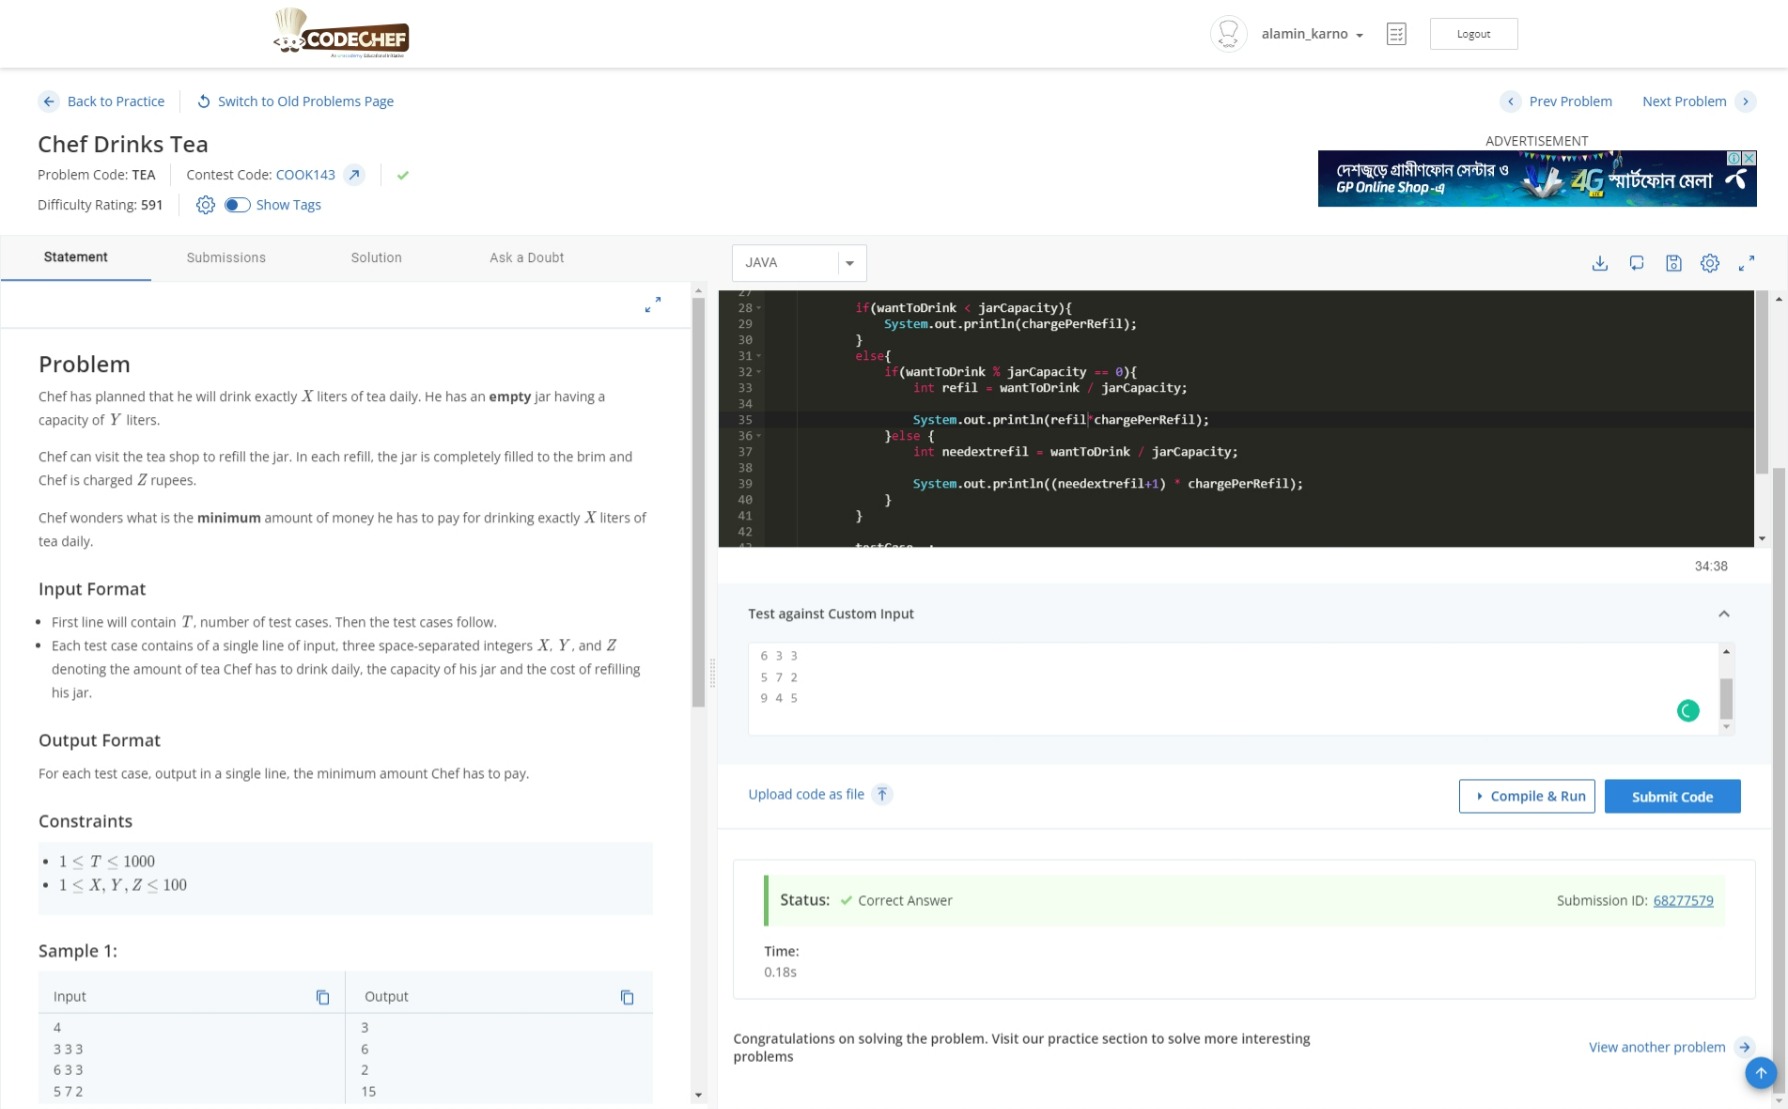 CODECHEF
alamin_karno
Logout
Back to Practice
Switch to Old Problems Page
Prev Problem
Next Problem
Chef Drinks Tea
ADVERTISEMENT
Problem Code: TEA
Contest Code: COOK143
দেশজুড়ে গ্রামীণফোন সেন্টার ও
GP Online Shop -এ
4G স্মার্টফোন মেলা
Difficulty Rating: 591
Show Tags
Statement
Submissions
Solution
Ask a Doubt
JAVA
27
28 if(wantToDrink < jarCapacity){
29 System.out.println(chargePerRefil);
30 }
31 else{
32 if(wantToDrink % jarCapacity == 0){
33 int refil = wantToDrink / jarCapacity;
34
35 System.out.println(refil*chargePerRefil);
36 }else {
37 int needextrefil = wantToDrink / jarCapacity;
38
39 System.out.println((needextrefil+1) * chargePerRefil);
40 }
41 }
42
34:38
Problem
Chef has planned that he will drink exactly X liters of tea daily. He has an empty jar having a
capacity of Y liters.
Chef can visit the tea shop to refill the jar. In each refill, the jar is completely filled to the brim and
Chef is charged Z rupees.
Chef wonders what is the minimum amount of money he has to pay for drinking exactly X liters of
tea daily.
Input Format
First line will contain T, number of test cases. Then the test cases follow.
Each test case contains of a single line of input, three space-separated integers X, Y, and Z
denoting the amount of tea Chef has to drink daily, the capacity of his jar and the cost of refilling
his jar.
Output Format
For each test case, output in a single line, the minimum amount Chef has to pay.
Constraints
1 ≤ T ≤ 1000
1 ≤ X, Y, Z ≤ 100
Sample 1:
Input
Output
4
3 3 3
6 3 3
5 7 2
3
6
2
15
Test against Custom Input
6 3 3
5 7 2
9 4 5
Upload code as file
Compile & Run
Submit Code
Status: Correct Answer
Submission ID: 68277579
Time:
0.18s
Congratulations on solving the problem. Visit our practice section to solve more interesting
problems
View another problem